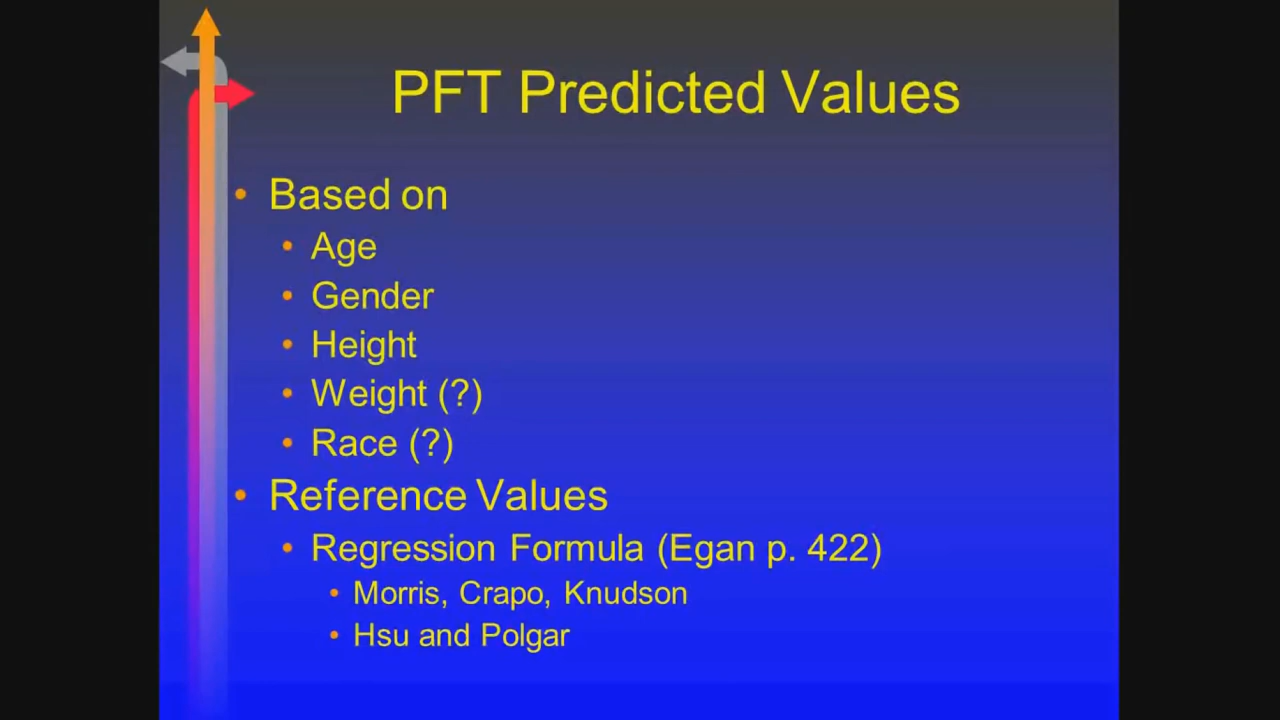 PFT Predicted Values
• Based on
• Age
• Gender
• Height
• Weight (?)
• Race (?)
• Reference Values
• Regression Formula (Egan p. 422)
• Morris, Crapo, Knudson
• Hsu and Polgar